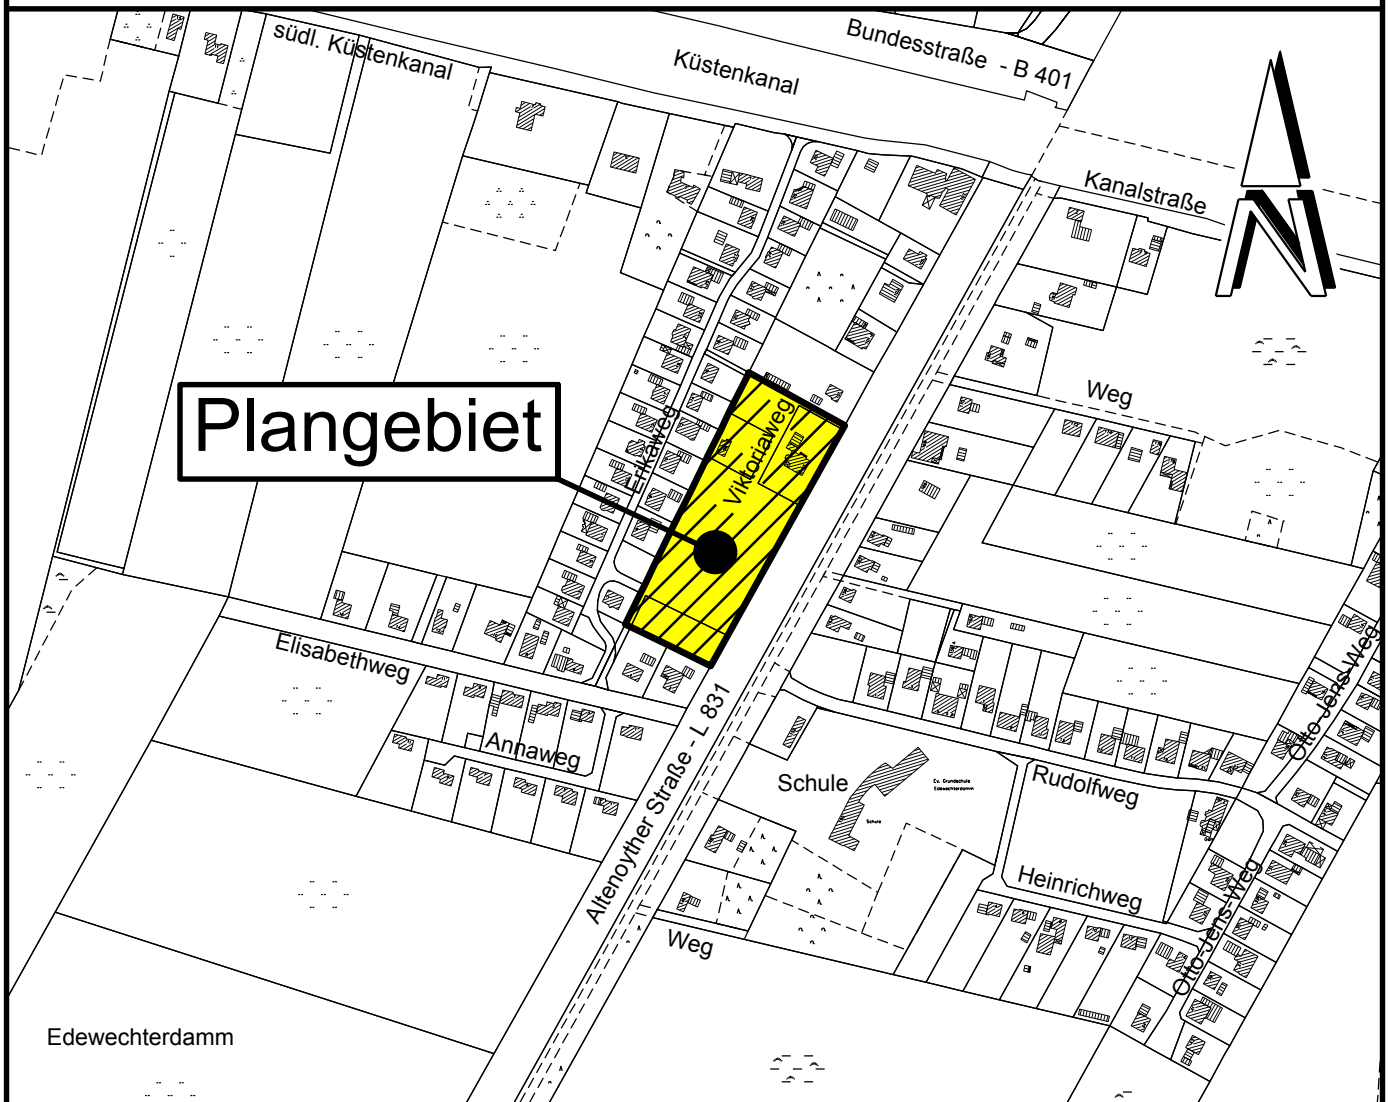 südl. Küstenkanal
Küstenkanal
Bundesstraße - B 401
N
Kanalstraße
Weg
Plangebiet
Erikaweg
Viktoriaweg
Elisabethweg
Annaweg
Altenoyther Straße - L 831
Otto-Jens-Weg
Schule
Ev. Grundschule
Edewechterdamm
Schule
Rudolfweg
Heinrichweg
Otto-Jens-Weg
Weg
Edewechterdamm